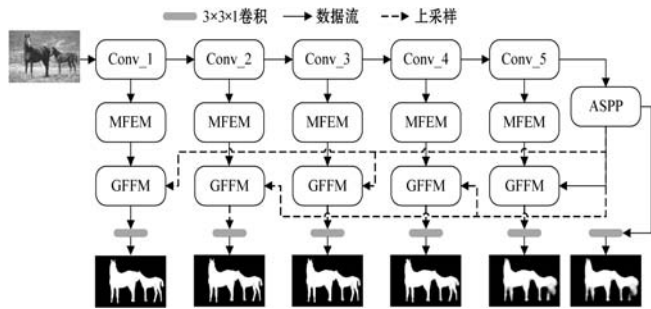 3×3×1卷积 数据流 上采样
Conv_1 Conv_2 Conv_3 Conv_4 Conv_5
ASPP
MFEM MFEM MFEM MFEM MFEM
GFFM GFFM GFFM GFFM GFFM